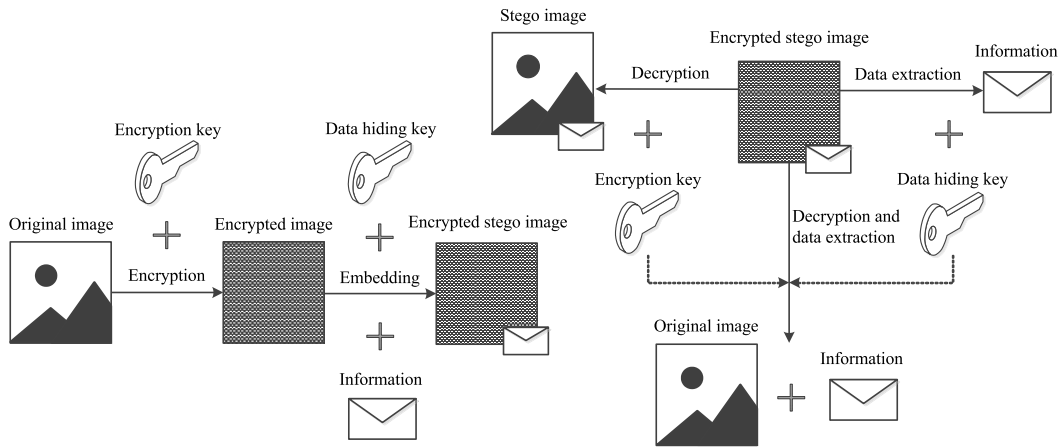 Encryption key
Data hiding key
Original image
Encrypted image
Encrypted stego image
Encryption
Embedding
Information
Stego image
Encrypted stego image
Information
Decryption
Data extraction
Encryption key
Data hiding key
Decryption and
data extraction
Original image
Information